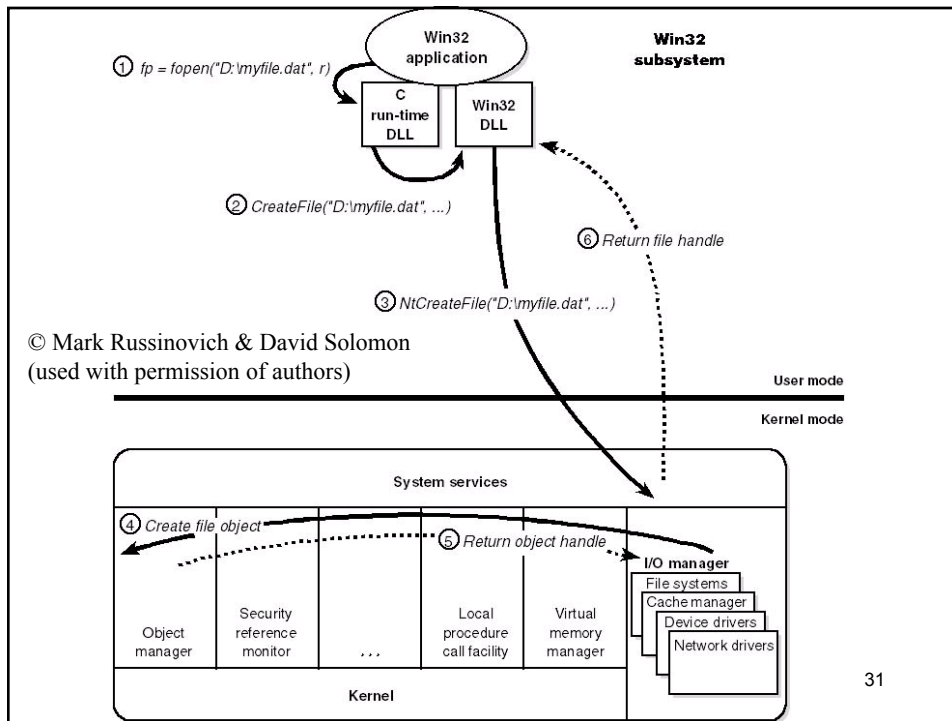 Win32
application
Win32
subsystem
① fp = fopen("D:\myfile.dat", r)
C
run-time
DLL
Win32
DLL
② CreateFile("D:\myfile.dat", ...)
⑥ Return file handle
③ NtCreateFile("D:\myfile.dat", ...)
© Mark Russinovich & David Solomon
(used with permission of authors)
User mode
Kernel mode
System services
④ Create file object
⑤ Return object handle
I/O manager
File systems
Cache manager
Device drivers
Network drivers
Object
manager
Security
reference
monitor
...
Local
procedure
call facility
Virtual
memory
manager
Kernel
31